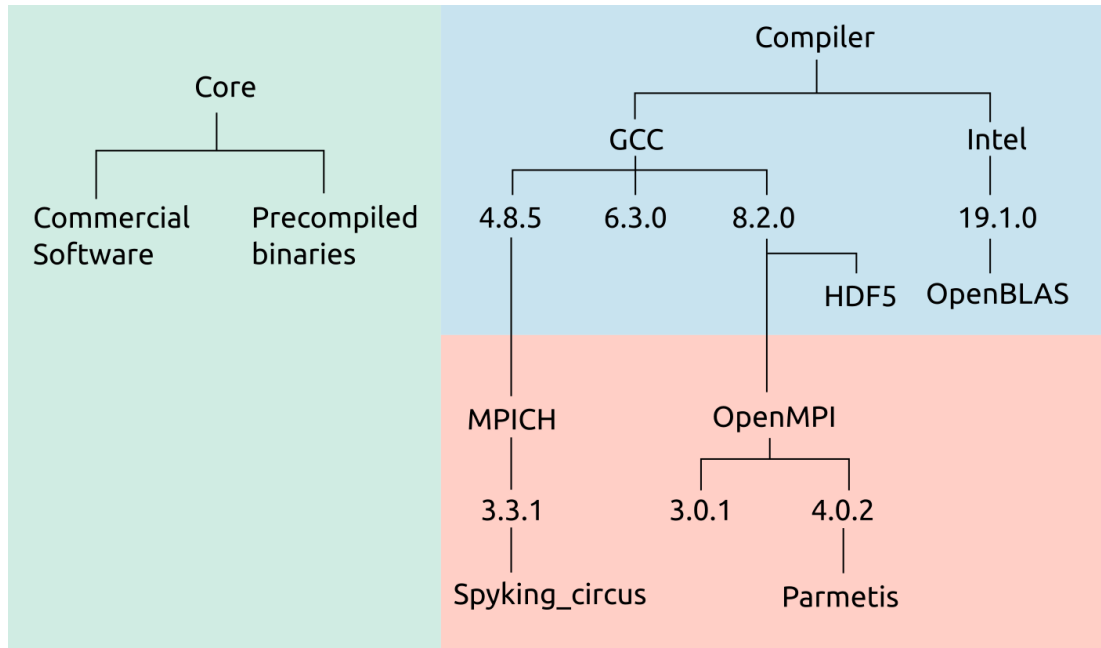 Core
Commercial
Software
Precompiled
binaries
Compiler
GCC
Intel
4.8.5
6.3.0
8.2.0
19.1.0
HDF5
OpenBLAS
MPICH
OpenMPI
3.3.1
3.0.1
4.0.2
Spyking_circus
Parmetis